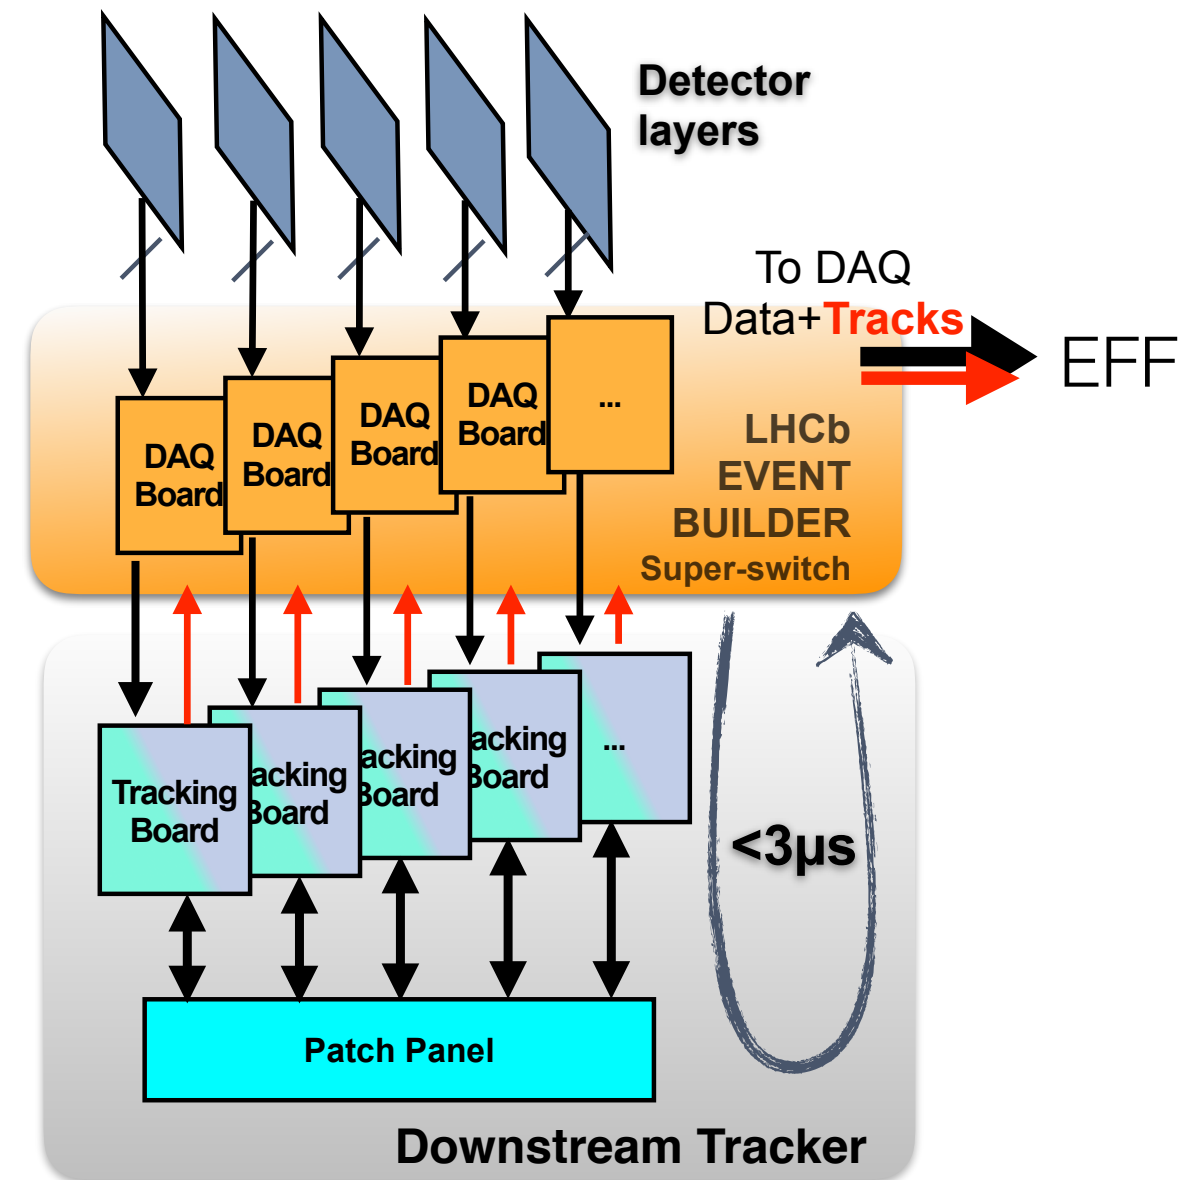 Detector
layers
To DAQ
Data+Tracks
EFF
DAQ
Board
DAQ
Board
DAQ
Board
DAQ
Board
...
LHCb
EVENT
BUILDER
Super-switch
Tracking
Board
acking
Board
acking
Board
acking
Board
...
<3µs
Patch Panel
Downstream Tracker